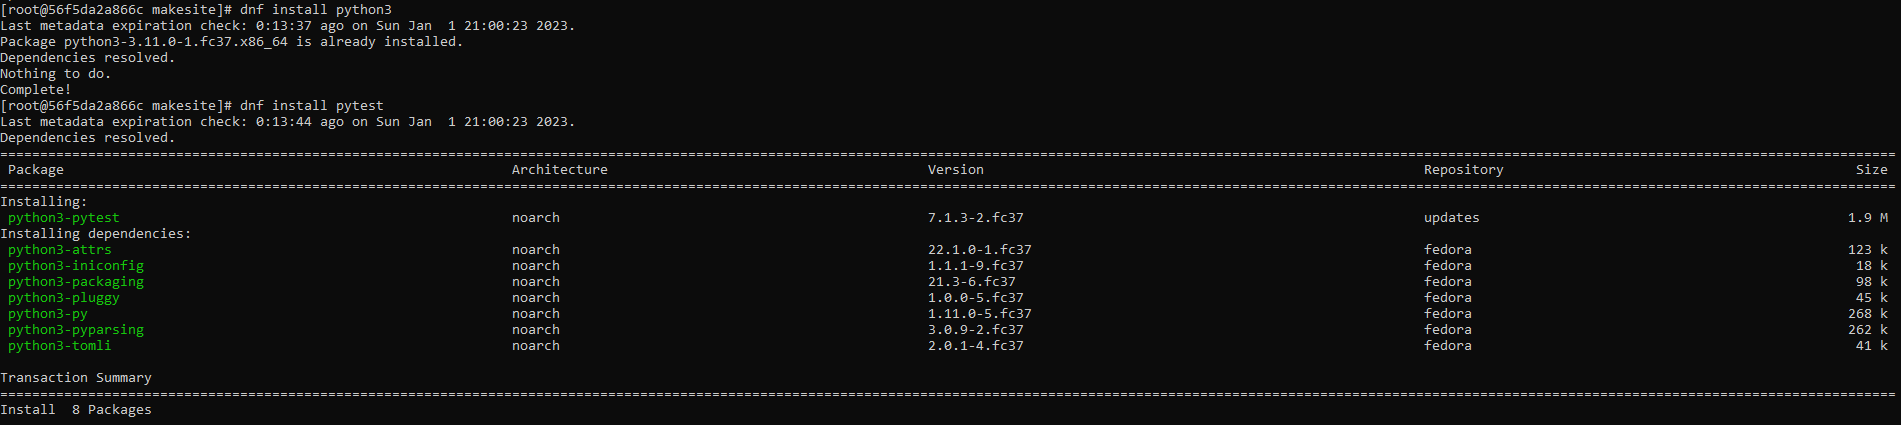 [root@56f5da2a866c makesite]# dnf install python3
Last metadata expiration check: 0:13:37 ago on Sun Jan  1 21:00:23 2023.
Package python3-3.11.0-1.fc37.x86_64 is already installed.
Dependencies resolved.
Nothing to do.
Complete!
[root@56f5da2a866c makesite]# dnf install pytest
Last metadata expiration check: 0:13:44 ago on Sun Jan  1 21:00:23 2023.
Dependencies resolved.
Package Architecture Version Repository Size
Installing:
python3-pytest noarch 7.1.3-2.fc37 updates 1.9 M
Installing dependencies:
python3-attrs noarch 22.1.0-1.fc37 fedora 123 k
python3-iniconfig noarch 1.1.1-9.fc37 fedora 18 k
python3-packaging noarch 21.3-6.fc37 fedora 98 k
python3-pluggy noarch 1.0.0-5.fc37 fedora 45 k
python3-py noarch 1.11.0-5.fc37 fedora 268 k
python3-pyparsing noarch 3.0.9-2.fc37 fedora 262 k
python3-tomli noarch 2.0.1-4.fc37 fedora 41 k
Transaction Summary
Install  8 Packages